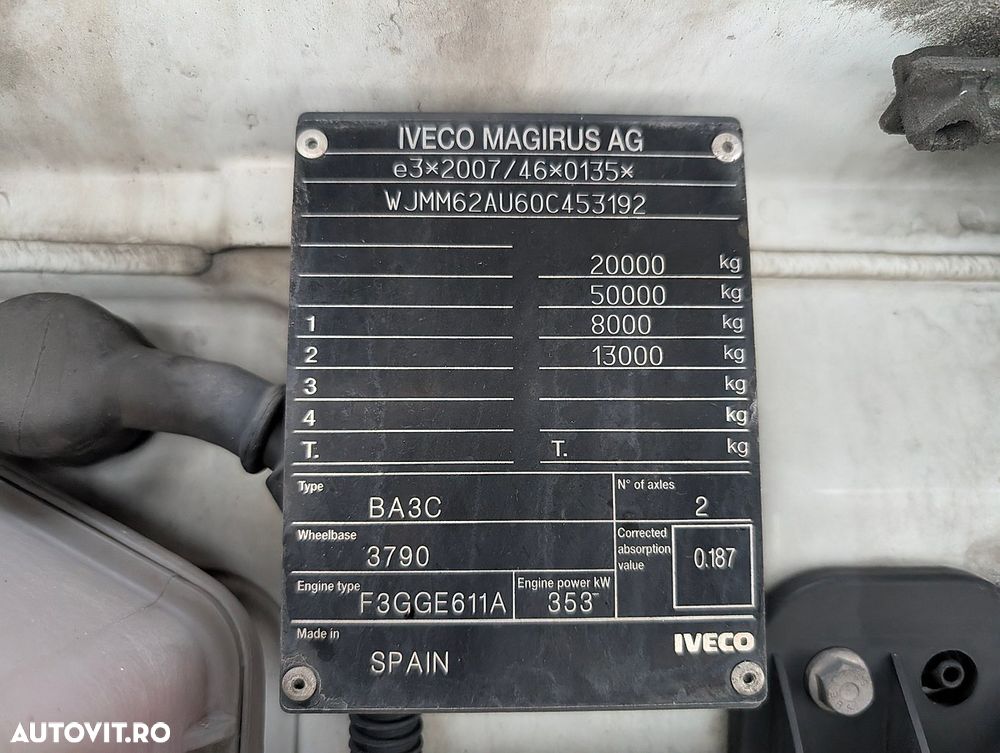 IVECO MAGIRUS AG
e3*2007/46*0135*
WJMM62AU60C453192
20000 kg
50000 kg
1 8000 kg
2 13000 kg
3 kg
4 kg
T. T. kg
Type BA3C N° of axles 2
Wheelbase 3790 Corrected absorption value 0.187
Engine type F3GGE611A Engine power kW 353
Made in SPAIN IVECO
AUTOVIT.RO